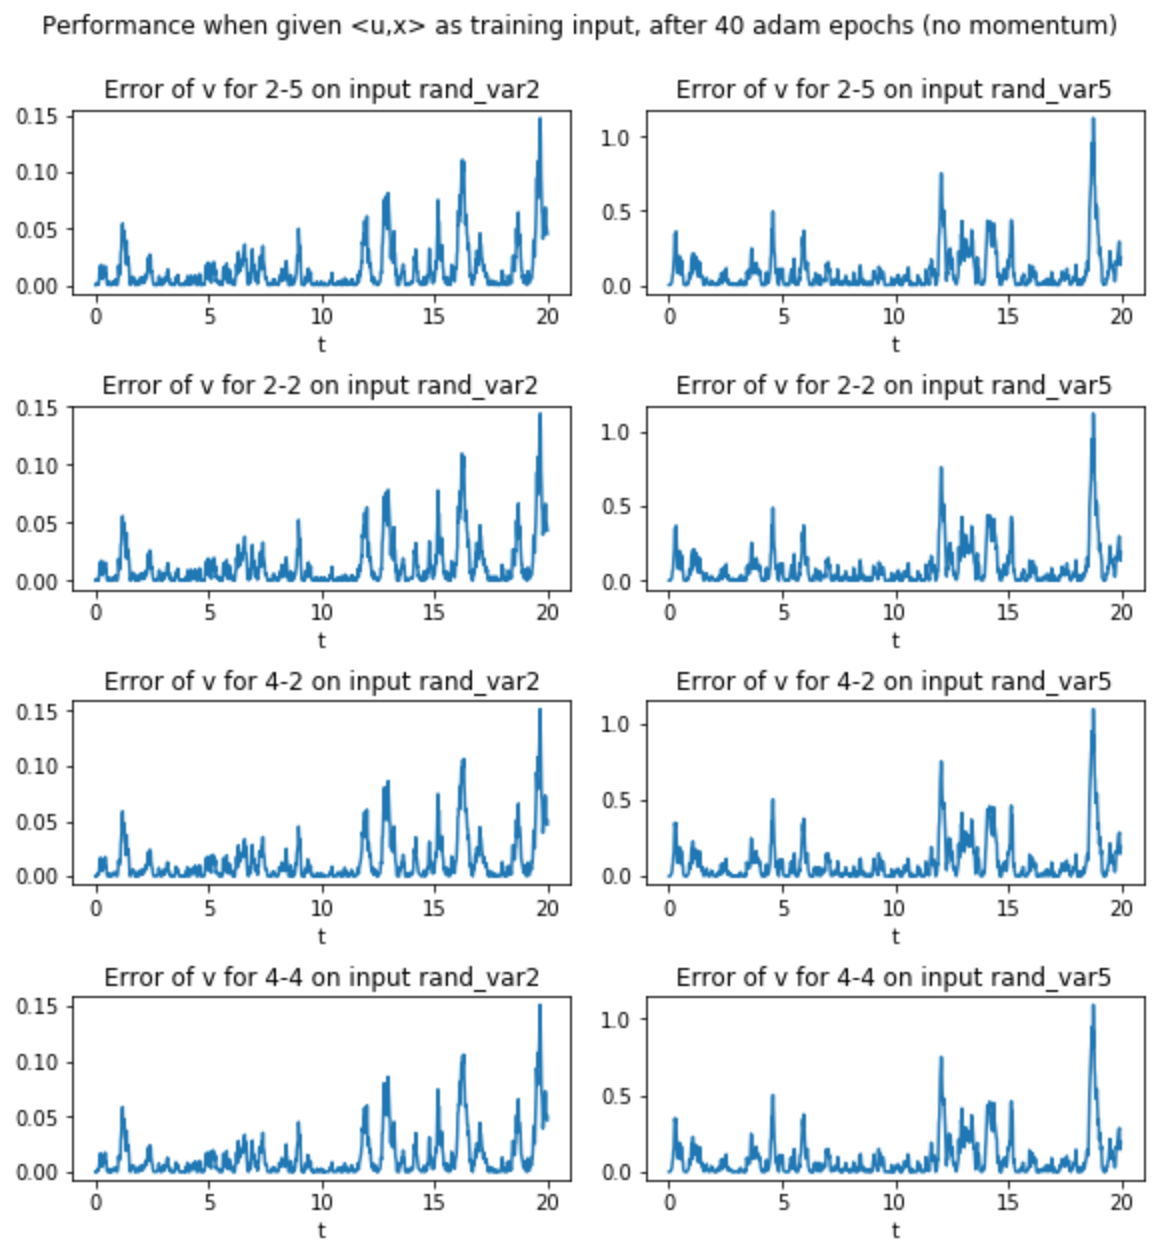 Performance when given <u,x> as training input, after 40 adam epochs (no momentum)
Error of v for 2-5 on input rand_var2
0.15
0.10
0.05
0.00
0 5 10 15 20
t
Error of v for 2-5 on input rand_var5
1.0
0.5
0.0
0 5 10 15 20
t
Error of v for 2-2 on input rand_var2
0.15
0.10
0.05
0.00
0 5 10 15 20
t
Error of v for 2-2 on input rand_var5
1.0
0.5
0.0
0 5 10 15 20
t
Error of v for 4-2 on input rand_var2
0.15
0.10
0.05
0.00
0 5 10 15 20
t
Error of v for 4-2 on input rand_var5
1.0
0.5
0.0
0 5 10 15 20
t
Error of v for 4-4 on input rand_var2
0.15
0.10
0.05
0.00
0 5 10 15 20
t
Error of v for 4-4 on input rand_var5
1.0
0.5
0.0
0 5 10 15 20
t